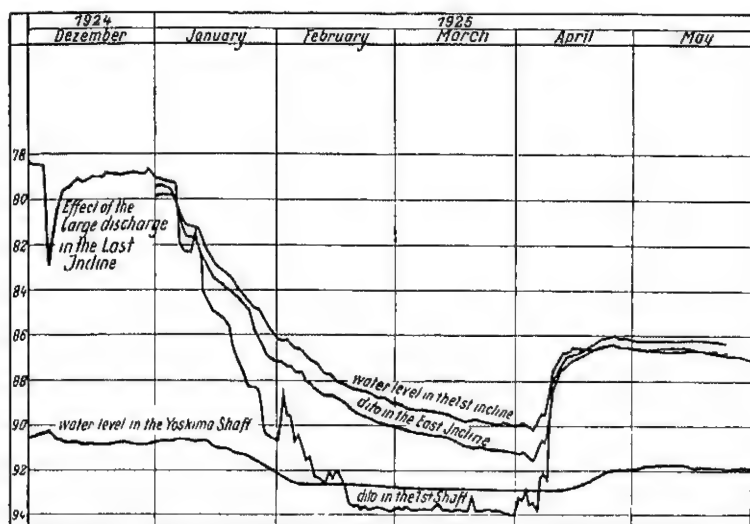 1924
1925
Dezember
January
February
March
April
May
78
80
82
84
86
88
90
92
94
Effect of the
large discharge
in the Last
Incline
water level in the 1st incline
dito in the East Incline
water level in the Yoskima Shaft
dito in the 1st Shaft